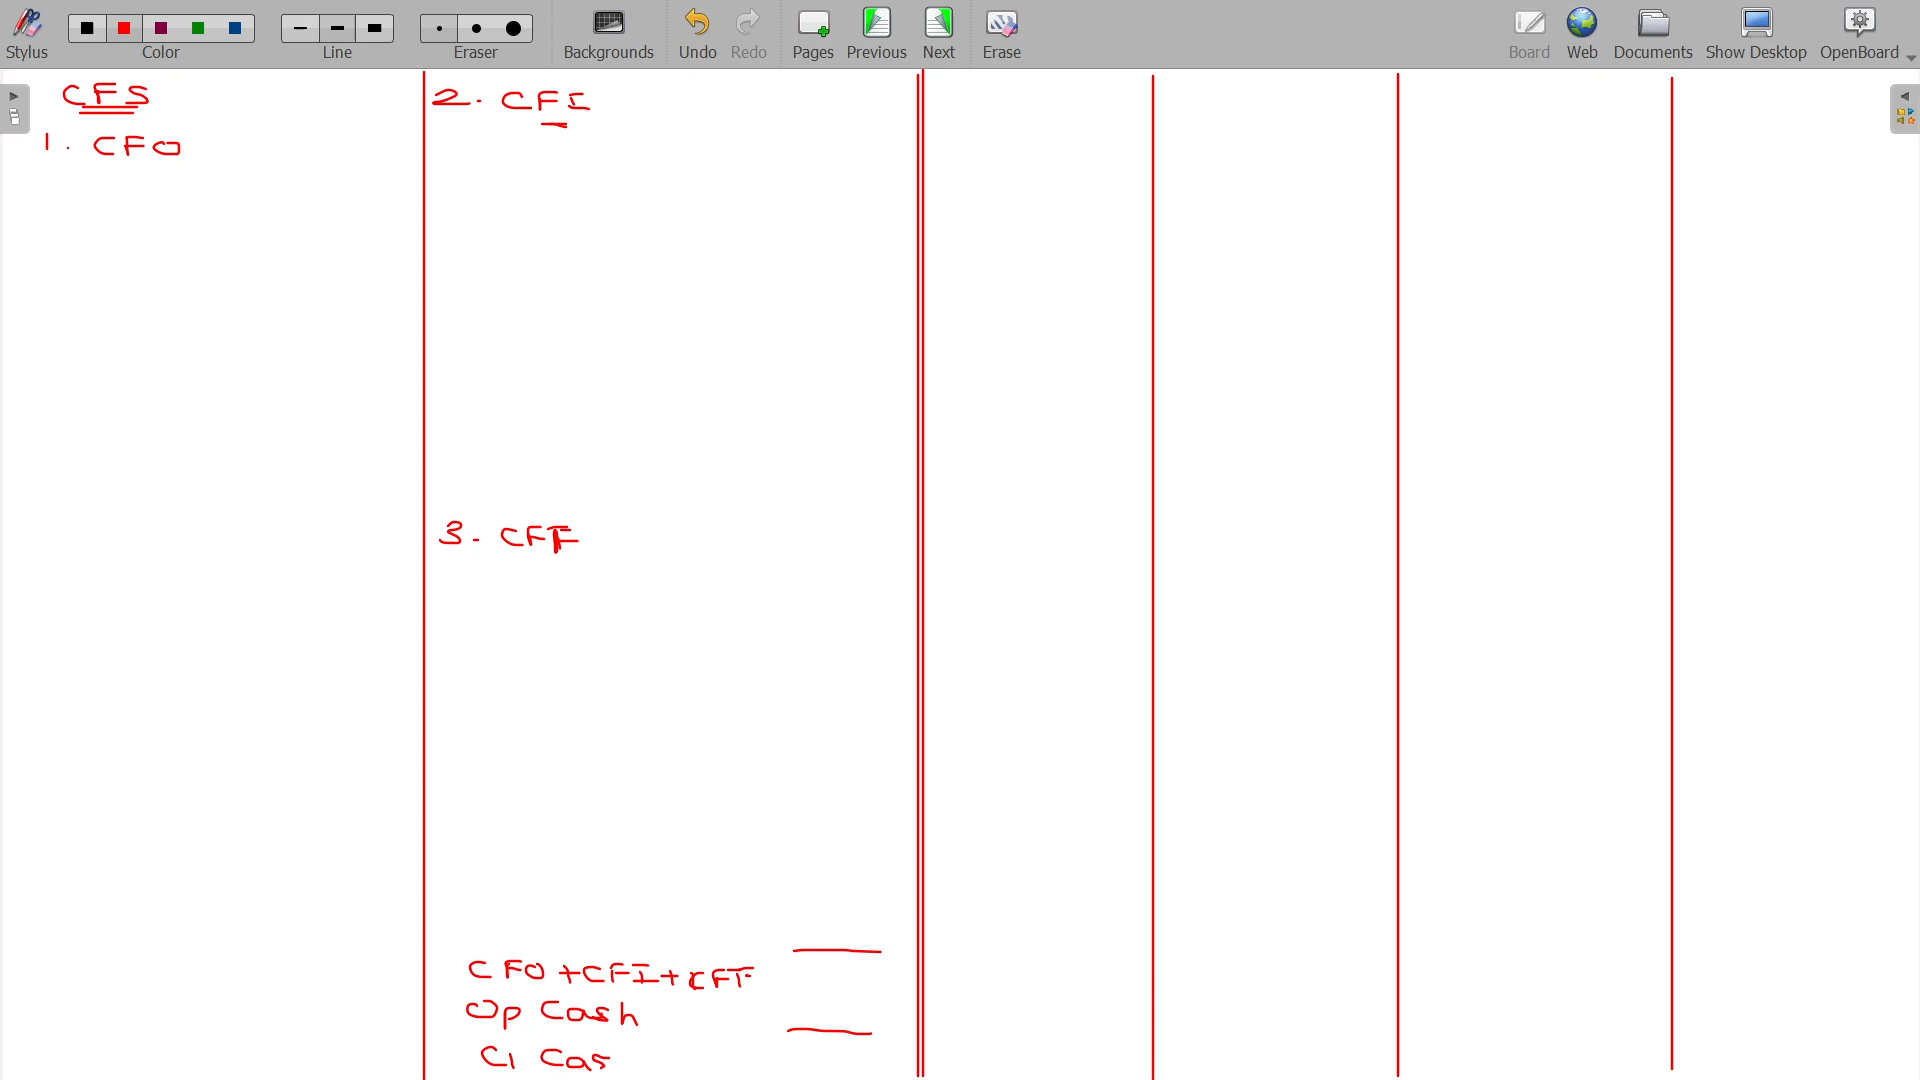 Stylus
Color
Line
Eraser
Backgrounds
Undo
Redo
Pages
Previous
Next
Erase
Board
Web
Documents
Show Desktop
OpenBoard
CFS
1. CFO
2. CFI
3. CFF
CFO + CFI + CFF
Op Cash
Cl Cas